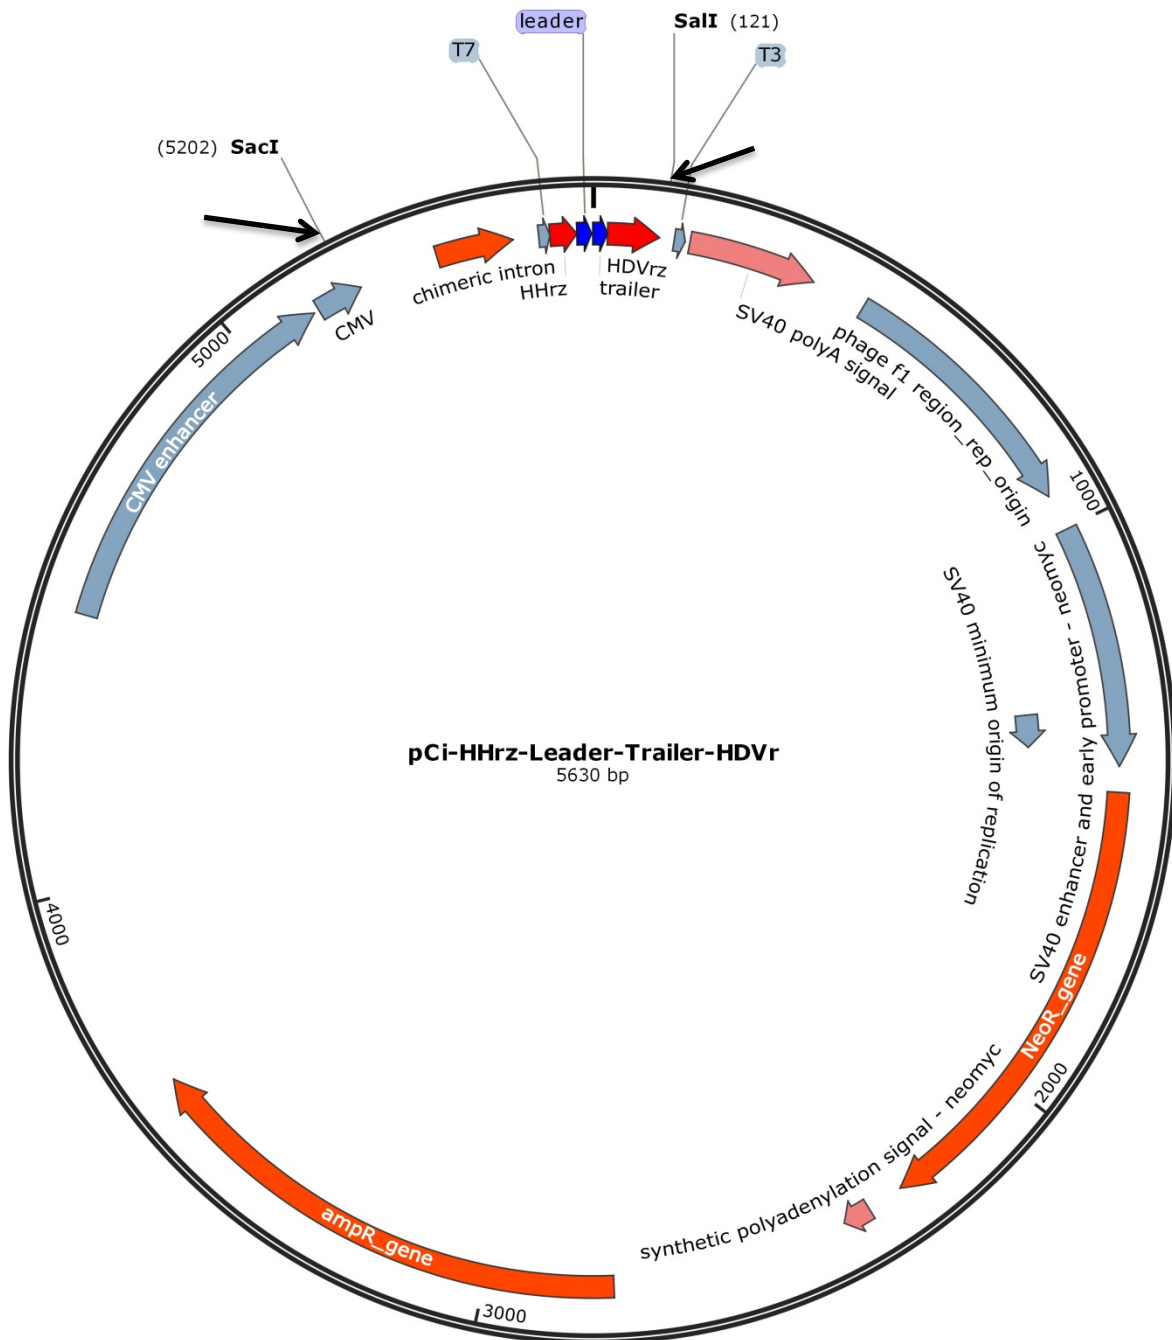 leader
SalI (121)
T7
T3
(5202) SacI
chimeric intron
HHrz
HDVrz
trailer
CMV
SV40 polyA signal
5000
phage f1 region_rep_origin
CMV enhancer
1000
SV40 enhancer and early promoter - neomyc
SV40 minimum origin of replication
pCi-HHrz-Leader-Trailer-HDVr
5630 bp
4000
NeoR_gene
2000
synthetic polyadenylation signal - neomyc
ampR_gene
3000